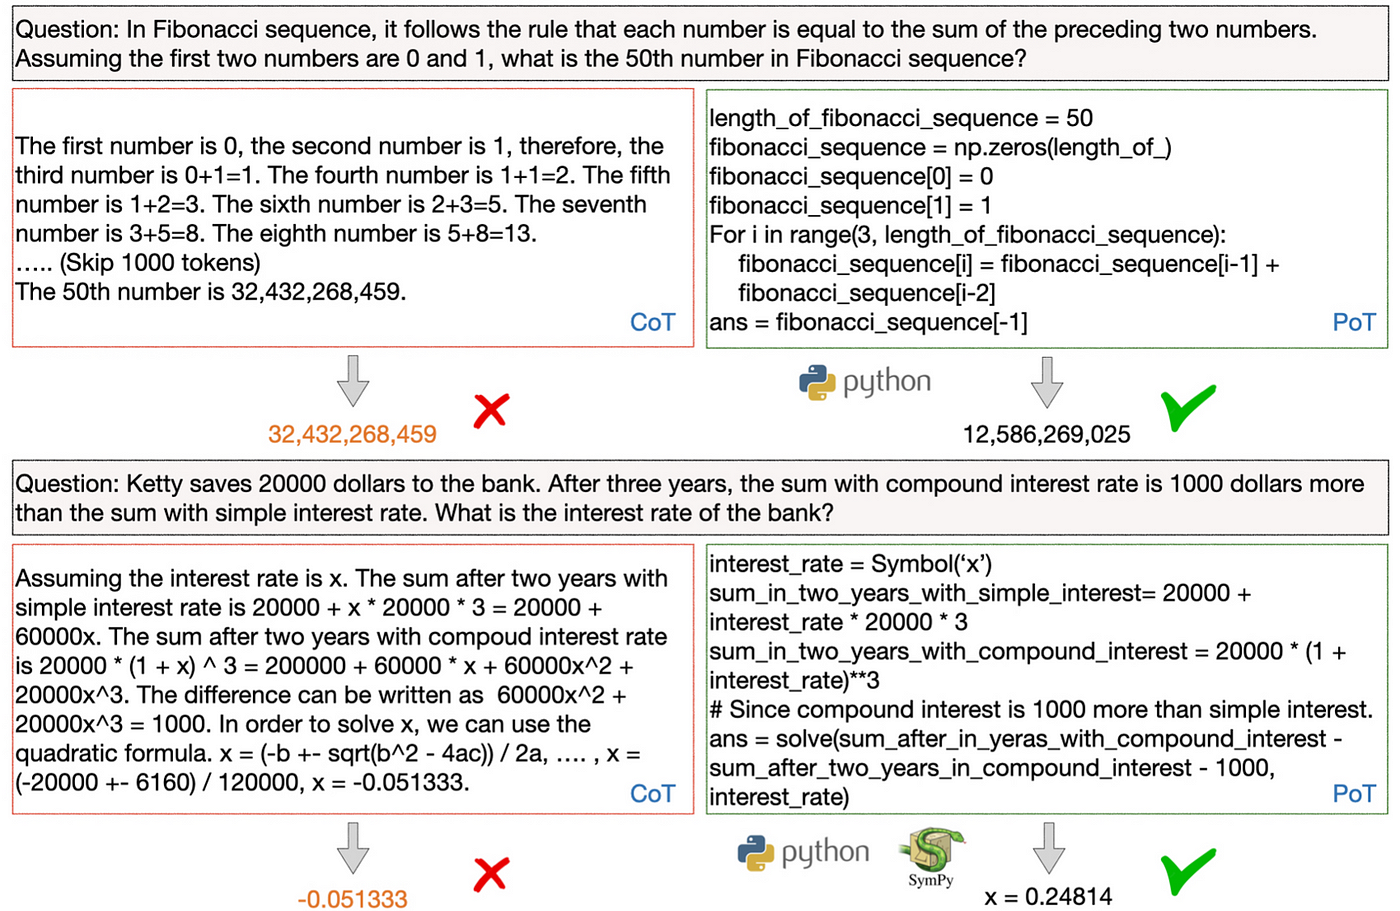 Question: In Fibonacci sequence, it follows the rule that each number is equal to the sum of the preceding two numbers.
Assuming the first two numbers are 0 and 1, what is the 50th number in Fibonacci sequence?
The first number is 0, the second number is 1, therefore, the
third number is 0+1=1. The fourth number is 1+1=2. The fifth
number is 1+2=3. The sixth number is 2+3=5. The seventh
number is 3+5=8. The eighth number is 5+8=13.
..... (Skip 1000 tokens)
The 50th number is 32,432,268,459.
CoT
length_of_fibonacci_sequence = 50
fibonacci_sequence = np.zeros(length_of_)
fibonacci_sequence[0] = 0
fibonacci_sequence[1] = 1
For i in range(3, length_of_fibonacci_sequence):
fibonacci_sequence[i] = fibonacci_sequence[i-1] +
fibonacci_sequence[i-2]
ans = fibonacci_sequence[-1]
PoT
32,432,268,459
python
12,586,269,025
Question: Ketty saves 20000 dollars to the bank. After three years, the sum with compound interest rate is 1000 dollars more
than the sum with simple interest rate. What is the interest rate of the bank?
Assuming the interest rate is x. The sum after two years with
simple interest rate is 20000 + x * 20000 * 3 = 20000 +
60000x. The sum after two years with compoud interest rate
is 20000 * (1 + x) ^ 3 = 200000 + 60000 * x + 60000x^2 +
20000x^3. The difference can be written as 60000x^2 +
20000x^3 = 1000. In order to solve x, we can use the
quadratic formula. x = (-b +- sqrt(b^2 - 4ac)) / 2a, .... , x =
(-20000 +- 6160) / 120000, x = -0.051333.
CoT
interest_rate = Symbol(‘x’)
sum_in_two_years_with_simple_interest= 20000 +
interest_rate * 20000 * 3
sum_in_two_years_with_compound_interest = 20000 * (1 +
interest_rate)**3
# Since compound interest is 1000 more than simple interest.
ans = solve(sum_after_in_yeras_with_compound_interest -
sum_after_two_years_in_compound_interest - 1000,
interest_rate)
PoT
-0.051333
python
SymPy
x = 0.24814